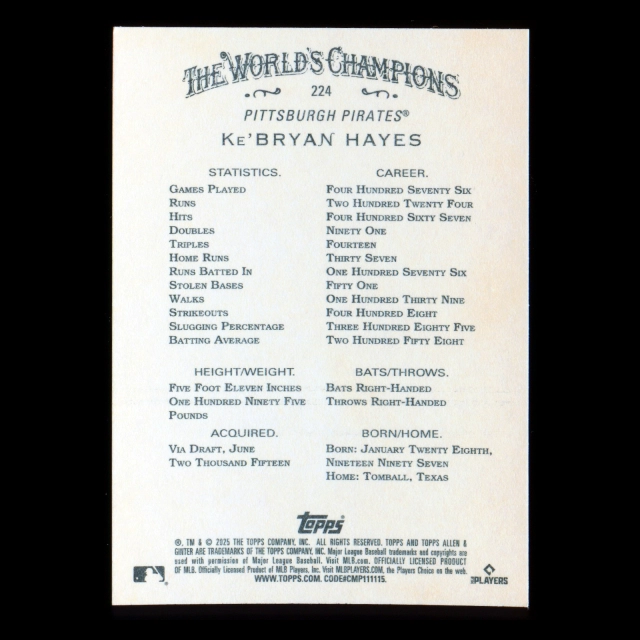 THE WORLD'S CHAMPIONS
224
PITTSBURGH PIRATES®
KE'BRYAN HAYES
STATISTICS. CAREER.
GAMES PLAYED FOUR HUNDRED SEVENTY SIX
RUNS TWO HUNDRED TWENTY FOUR
HITS FOUR HUNDRED SIXTY SEVEN
DOUBLES NINETY ONE
TRIPLES FOURTEEN
HOME RUNS THIRTY SEVEN
RUNS BATTED IN ONE HUNDRED SEVENTY SIX
STOLEN BASES FIFTY ONE
WALKS ONE HUNDRED THIRTY NINE
STRIKEOUTS FOUR HUNDRED EIGHT
SLUGGING PERCENTAGE THREE HUNDRED EIGHTY FIVE
BATTING AVERAGE TWO HUNDRED FIFTY EIGHT
HEIGHT/WEIGHT.
FIVE FOOT ELEVEN INCHES
ONE HUNDRED NINETY FIVE
POUNDS
BATS/THROWS.
BATS RIGHT-HANDED
THROWS RIGHT-HANDED
ACQUIRED.
VIA DRAFT, JUNE
TWO THOUSAND FIFTEEN
BORN/HOME.
BORN: JANUARY TWENTY EIGHTH,
NINETEEN NINETY SEVEN
HOME: TOMBALL, TEXAS
Topps
®, TM & © 2025 THE TOPPS COMPANY, INC. ALL RIGHTS RESERVED. TOPPS AND TOPPS ALLEN &
GINTER ARE TRADEMARKS OF THE TOPPS COMPANY, INC. Major League Baseball trademarks and copyrights are
used with permission of Major League Baseball. Visit MLB.com. OFFICIALLY LICENSED PRODUCT
OF MLB. Officially Licensed Product of MLB Players, Inc. Visit MLBPLAYERS.COM, the Players Choice on the web.
WWW.TOPPS.COM. CODE#CMP111115.
MLB PLAYERS